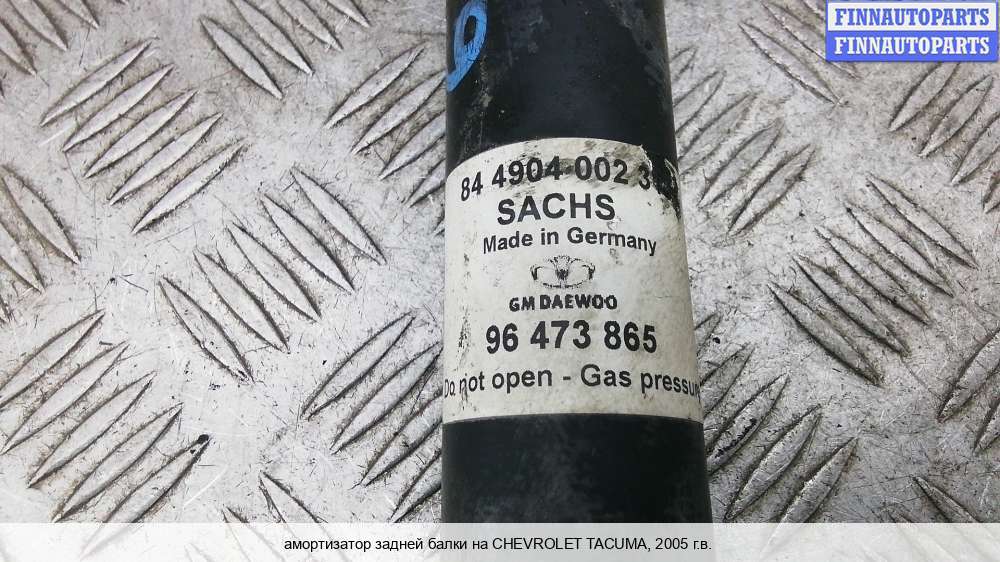 FINNAUTOPARTS
FINNAUTOPARTS
84 4904 002
SACHS
Made in Germany
GM DAEWOO
96 473 865
Do not open - Gas pressur
амортизатор задней балки на CHEVROLET TACUMA, 2005 г.в.